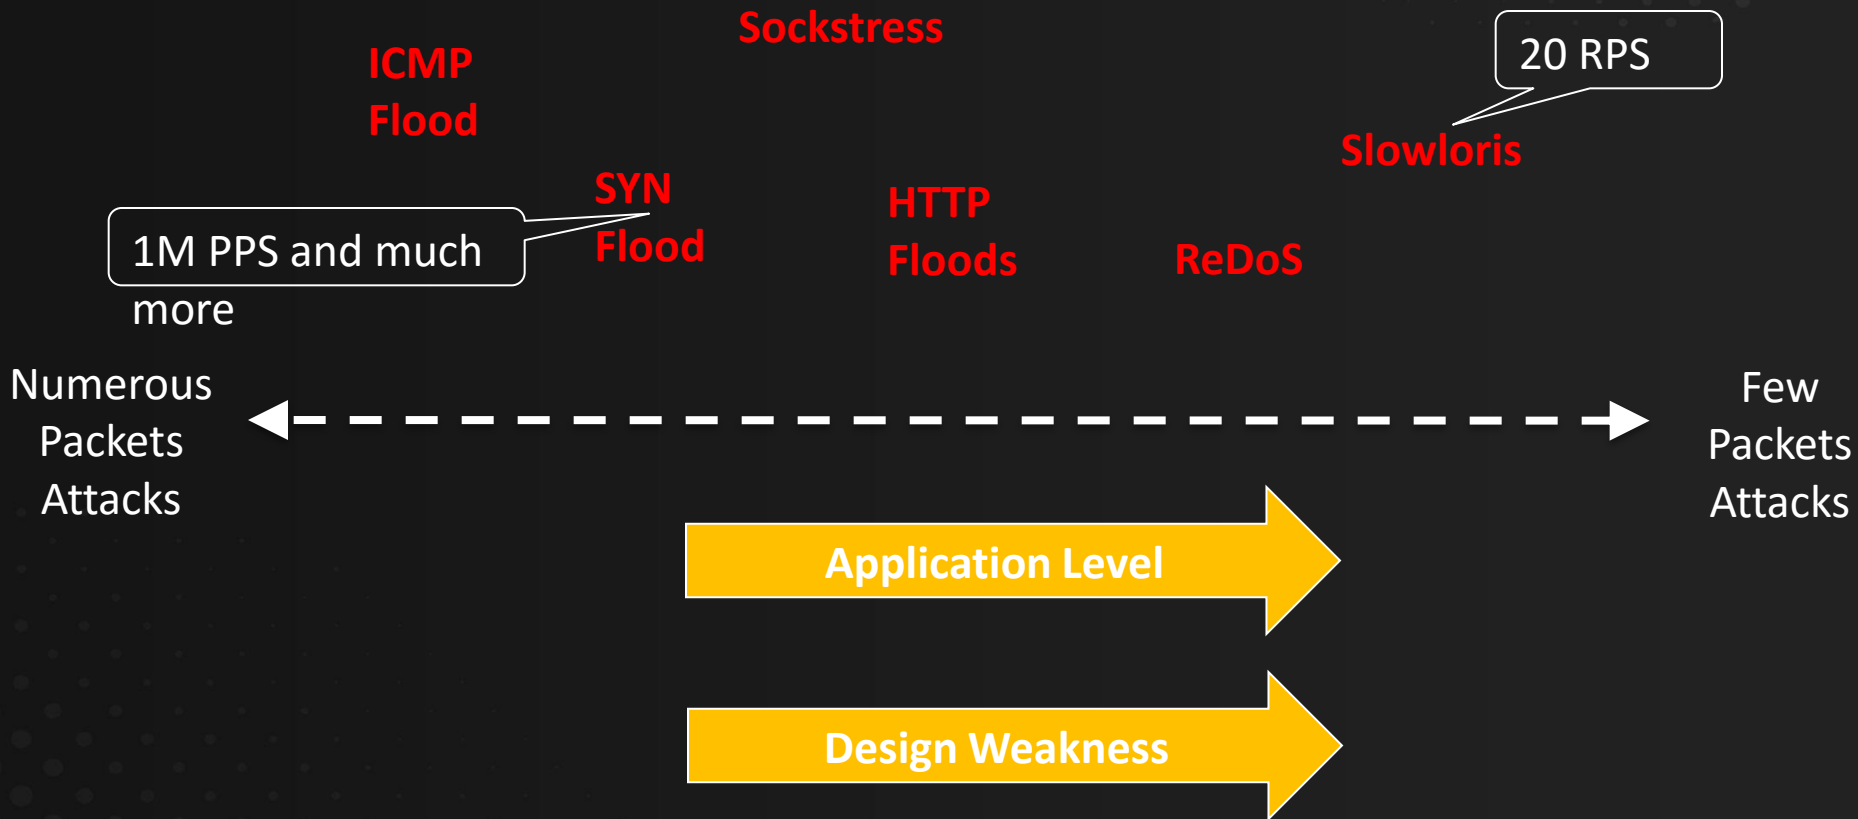 Sockstress
ICMP
Flood
20 RPS
Slowloris
SYN
Flood
HTTP
Floods
ReDoS
1M PPS and much
more
Numerous
Packets
Attacks
Few
Packets
Attacks
Application Level
Design Weakness